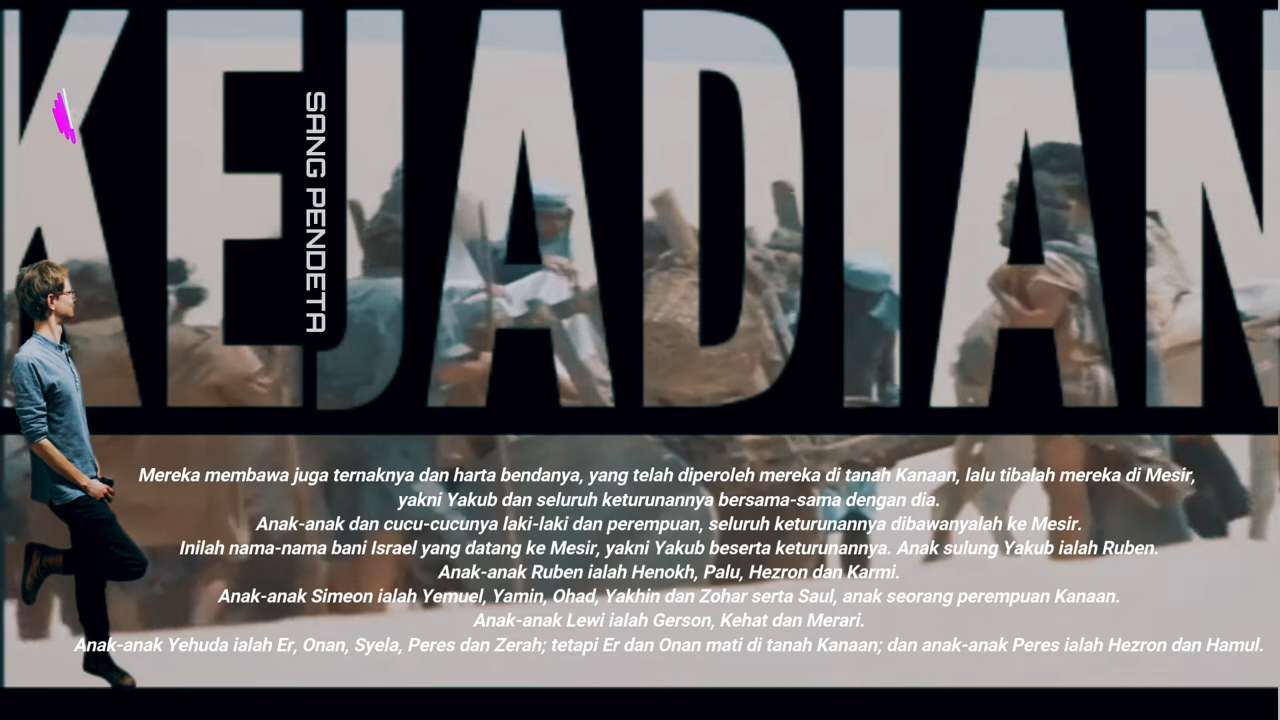 KEJADIAN
SANG PENDETA
Mereka membawa juga ternaknya dan harta bendanya, yang telah diperoleh mereka di tanah Kanaan, lalu tibalah mereka di Mesir,
yakni Yakub dan seluruh keturunannya bersama-sama dengan dia.
Anak-anak dan cucu-cucunya laki-laki dan perempuan, seluruh keturunannya dibawanyalah ke Mesir.
Inilah nama-nama bani Israel yang datang ke Mesir, yakni Yakub beserta keturunannya. Anak sulung Yakub ialah Ruben.
Anak-anak Ruben ialah Henokh, Palu, Hezron dan Karmi.
Anak-anak Simeon ialah Yemuel, Yamin, Ohad, Yakhin dan Zohar serta Saul, anak seorang perempuan Kanaan.
Anak-anak Lewi ialah Gerson, Kehat dan Merari.
Anak-anak Yehuda ialah Er, Onan, Syela, Peres dan Zerah; tetapi Er dan Onan mati di tanah Kanaan; dan anak-anak Peres ialah Hezron dan Hamul.